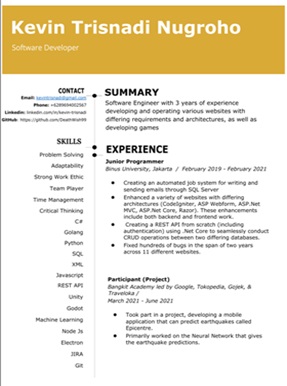 Kevin Trisnadi Nugroho
Software Developer
CONTACT
Email: kevintrisnadi@gmail.com
Phone: +6289694002567
Linkedin: linkedin.com/in/kevin-trisnadi
GitHub: https://github.com/Deathlish99
SKILLS
Problem Solving
Adaptability
Strong Work Ethic
Team Player
Time Management
Critical Thinking
C#
Golang
Python
SQL
XML
Javascript
REST API
Unity
Godot
Machine Learning
Node Js
Electron
JIRA
Git
SUMMARY
Software Engineer with 3 years of experience
developing and operating various websites with
differing requirements and architectures, as well as
developing games
EXPERIENCE
Junior Programmer
Binus University, Jakarta / February 2019 - February 2021
● Creating an automated job system for writing and
sending emails through SQL Server
● Enhanced a variety of websites with differing
architectures (CodeIgniter, ASP Webform, ASP.Net
MVC, ASP.Net Core, Razor). These enhancements
include both backend and frontend work.
● Creating a REST API from scratch (including
authentication) using .Net Core to seamlessly conduct
CRUD operations between two differing databases.
● Fixed hundreds of bugs in the span of two years
across 11 different websites.
Participant (Project)
Bangkit Academy led by Google, Tokopedia, Gojek, &
Traveloka /
March 2021 - June 2021
● Took part in a project, developing a mobile
application that can predict earthquakes called
Epicentre.
● Primarily worked on the Neural Network that gives
the earthquake predictions.